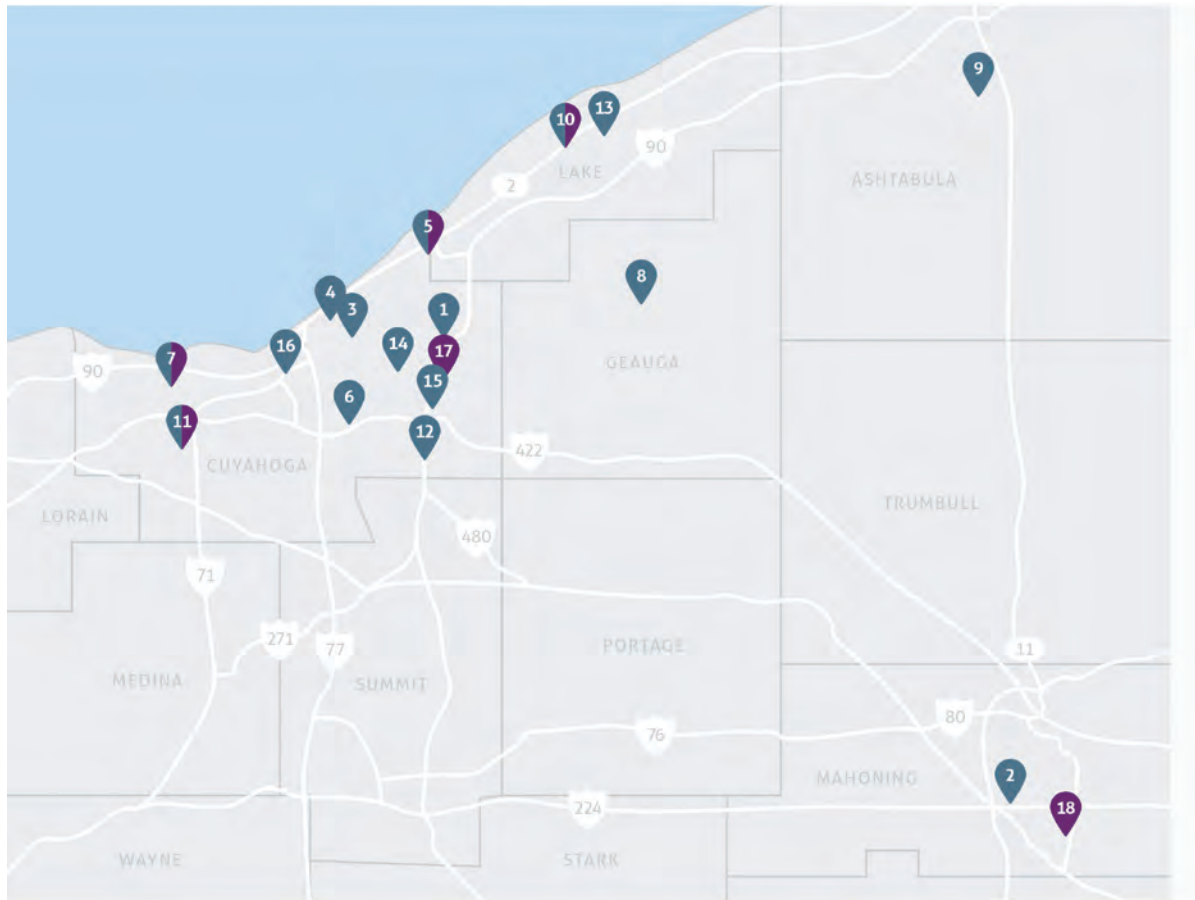 9
13
10
90
LAKE
ASHTABULA
2
5
8
4
3
1
16
14
17
7
GEAUGA
90
15
6
11
12
422
CUYAHOGA
TRUMBULL
LORAIN
480
71
271
77
PORTAGE
11
MEDINA
SUMMIT
80
76
2
MAHONING
224
18
WAYNE
STARK